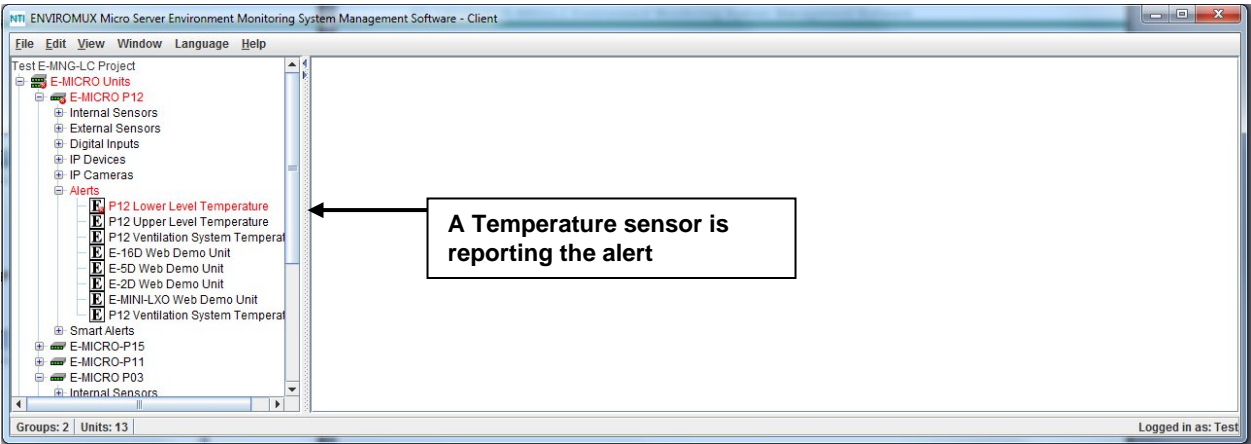 NTI ENVIROMUX Micro Server Environment Monitoring System Management Software - Client
File Edit View Window Language Help
Test E-MNG-LC Project
E-MICRO Units
E-MICRO P12
Internal Sensors
External Sensors
Digital Inputs
IP Devices
IP Cameras
Alerts
E P12 Lower Level Temperature
E P12 Upper Level Temperature
E P12 Ventilation System Temperat
E E-16D Web Demo Unit
E E-5D Web Demo Unit
E E-2D Web Demo Unit
E E-MINI-LXO Web Demo Unit
E P12 Ventilation System Temperat
Smart Alerts
E-MICRO-P15
E-MICRO-P11
E-MICRO P03
Internal Sensors
A Temperature sensor is
reporting the alert
Groups: 2 Units: 13 Logged in as: Test